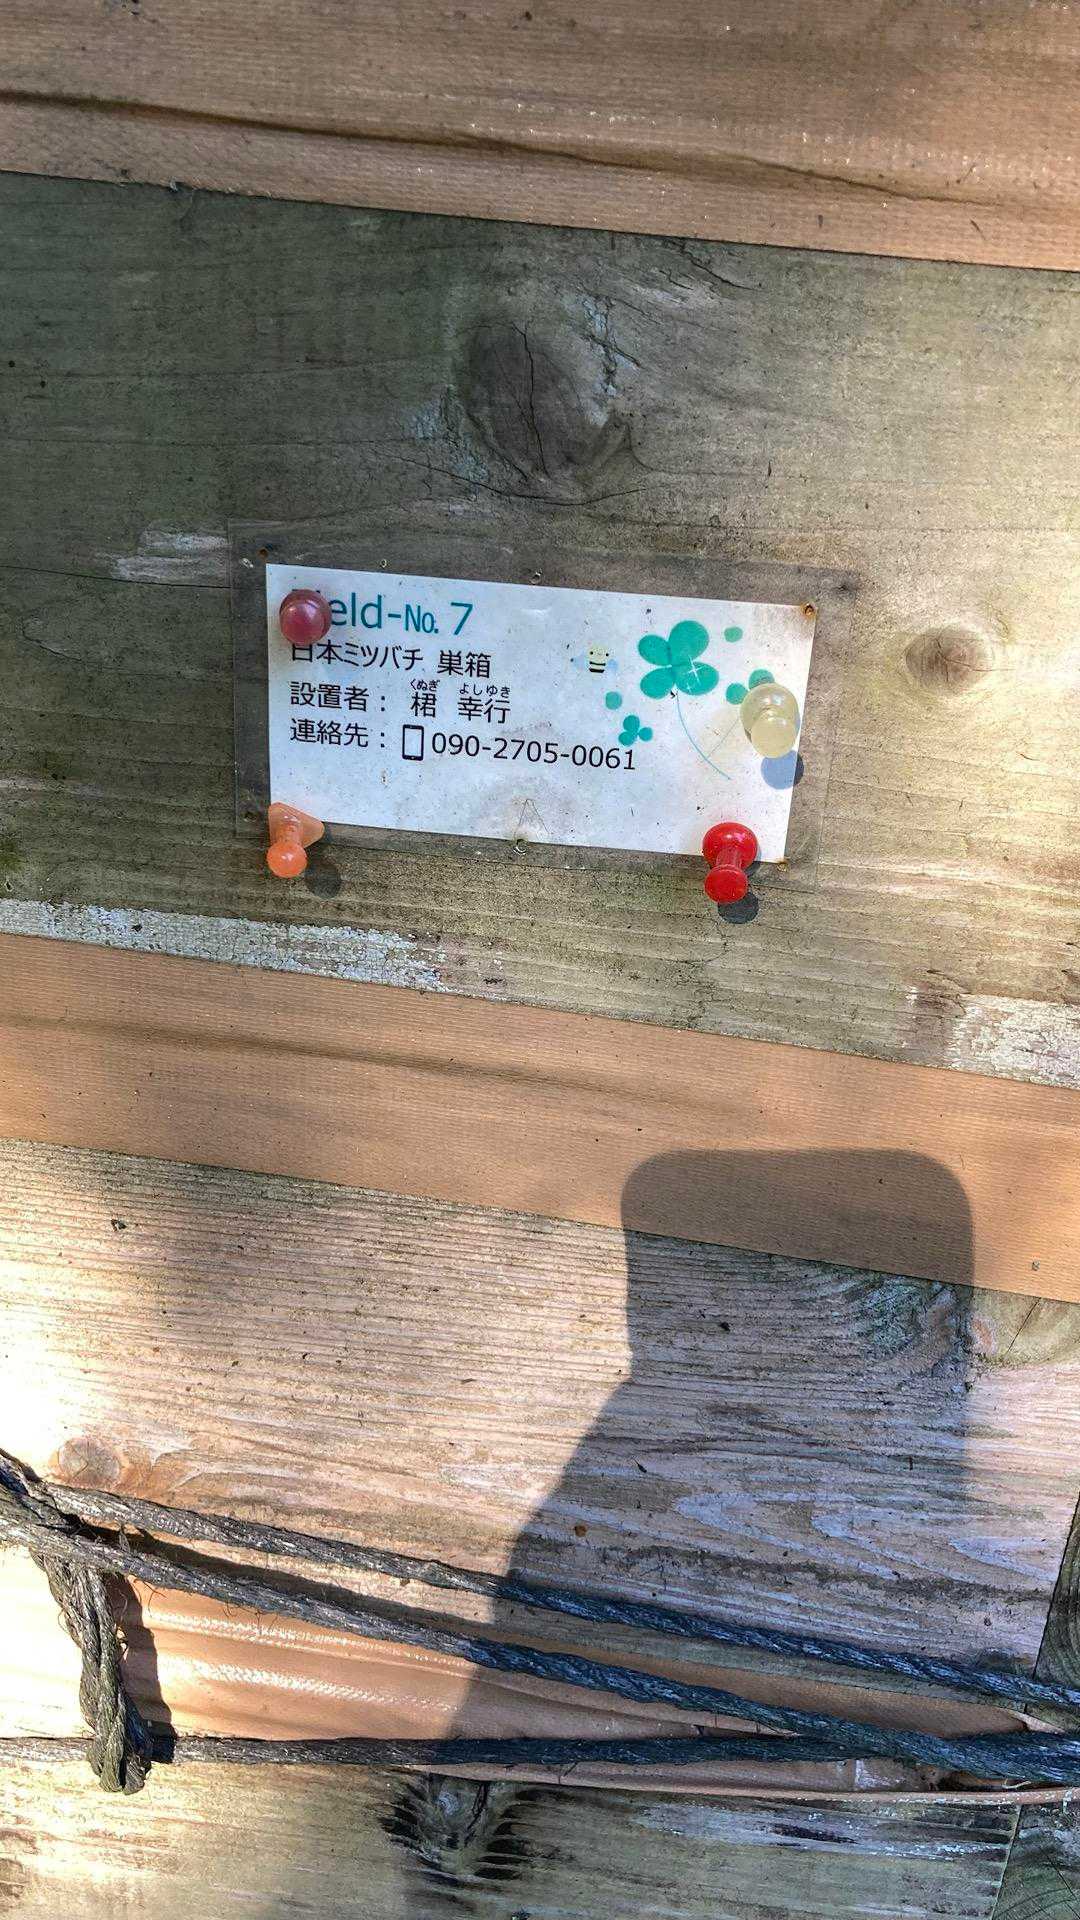 eld-No. 7
日本ミツバチ 巣箱
くぬぎ よしゆき
設置者： 桾 幸行
連絡先： 090-2705-0061